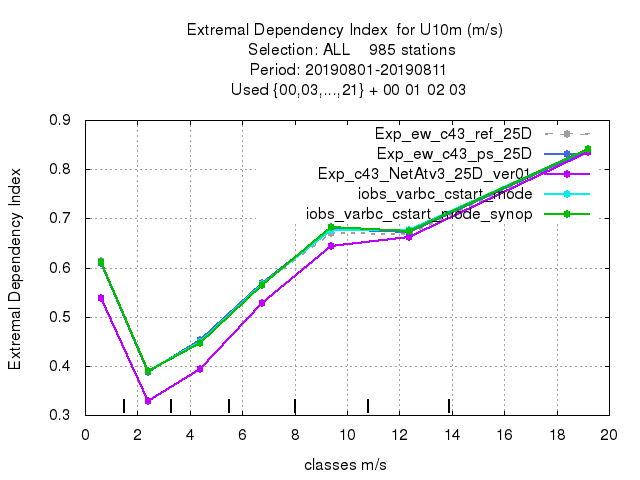 Extremal Dependency Index for U10m (m/s)
Selection: ALL 985 stations
Period: 20190801-20190811
Used {00,03,...,21} + 00 01 02 03
Extremal Dependency Index
0.9
0.8
0.7
0.6
0.5
0.4
0.3
Exp_ew_c43_ref_25D
Exp_ew_c43_ps_25D
Exp_c43_NetAtv3_25D_ver01
iobs_varbc_cstart_mode
iobs_varbc_cstart_mode_synop
0 2 4 6 8 10 12 14 16 18 20
classes m/s